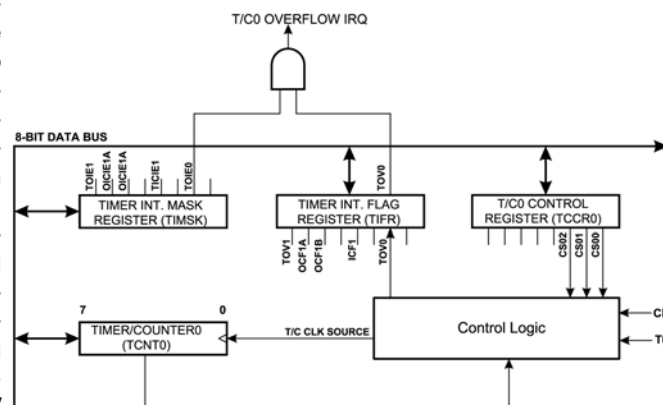 T/C0 OVERFLOW IRQ
8-BIT DATA BUS
TOIE1
OICIE1A
OICIE1A
TICIE1
TOIE0
TOV0
TIMER INT. MASK
REGISTER (TIMSK)
TIMER INT. FLAG
REGISTER (TIFR)
T/C0 CONTROL
REGISTER (TCCR0)
TOV1
OCF1A
OCF1B
ICF1
TOV0
CS02
CS01
CS00
7
0
TIMER/COUNTER0
(TCNT0)
T/C CLK SOURCE
Control Logic